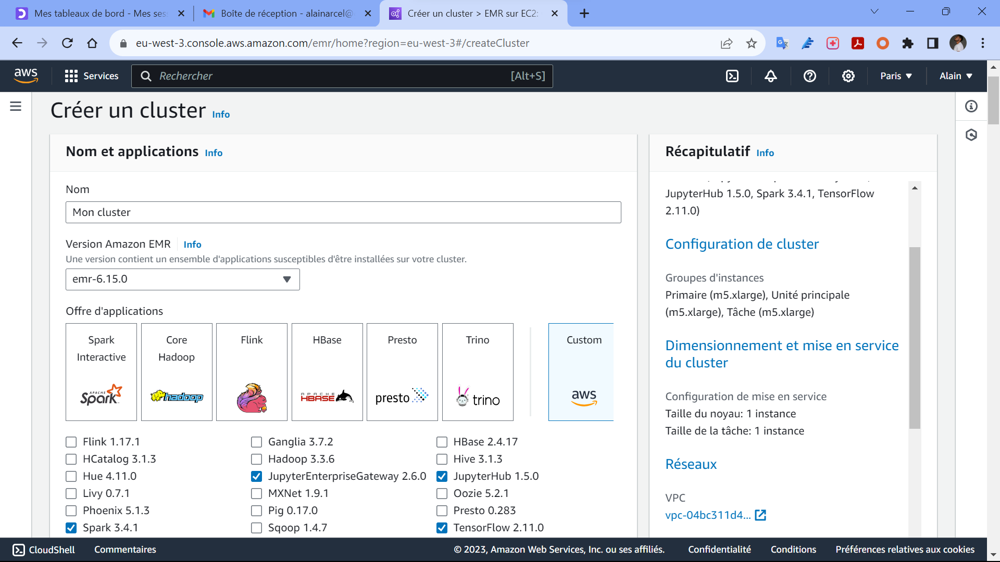 Mes tableaux de bord - Mes ses
Boîte de réception - alainarcel@
Créer un cluster > EMR sur EC2:
eu-west-3.console.aws.amazon.com/emr/home?region=eu-west-3#/createCluster
aws
Services
Rechercher
[Alt+S]
Paris
Alain
Créer un cluster Info
Nom et applications Info
Nom
Mon cluster
Version Amazon EMR Info
Une version contient un ensemble d'applications susceptibles d'être installées sur votre cluster.
emr-6.15.0
Offre d'applications
Spark
Interactive
APACHE
Spark
Core
Hadoop
hadoop
Flink
HBase
APACHE
HBASE
Presto
presto
Trino
trino
Custom
aws
Flink 1.17.1
Ganglia 3.7.2
HBase 2.4.17
HCatalog 3.1.3
Hadoop 3.3.6
Hive 3.1.3
Hue 4.11.0
JupyterEnterpriseGateway 2.6.0
JupyterHub 1.5.0
Livy 0.7.1
MXNet 1.9.1
Oozie 5.2.1
Phoenix 5.1.3
Pig 0.17.0
Presto 0.283
Spark 3.4.1
Sqoop 1.4.7
TensorFlow 2.11.0
Récapitulatif Info
JupyterHub 1.5.0, Spark 3.4.1, TensorFlow
2.11.0)
Configuration de cluster
Groupes d'instances
Primaire (m5.xlarge), Unité principale
(m5.xlarge), Tâche (m5.xlarge)
Dimensionnement et mise en service
du cluster
Configuration de mise en service
Taille du noyau: 1 instance
Taille de la tâche: 1 instance
Réseaux
VPC
vpc-04bc311d4...
CloudShell
Commentaires
© 2023, Amazon Web Services, Inc. ou ses affiliés.
Confidentialité
Conditions
Préférences relatives aux cookies